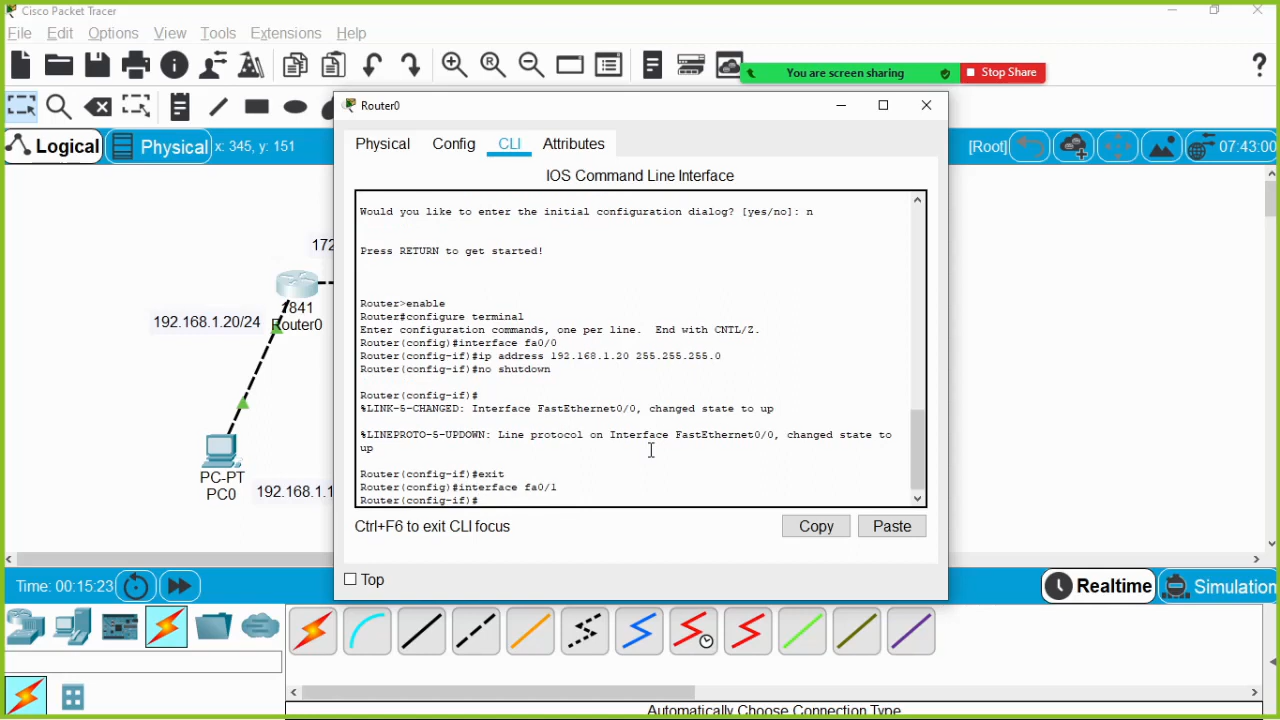 Cisco Packet Tracer
File Edit Options View Tools Extensions Help
You are screen sharing Stop Share
Logical Physical x: 345, y: 151 [Root] 07:43:00
Router0
Physical Config CLI Attributes
IOS Command Line Interface
Would you like to enter the initial configuration dialog? [yes/no]: n
Press RETURN to get started!
Router>enable
Router#configure terminal
Enter configuration commands, one per line. End with CNTL/Z.
Router(config)#interface fa0/0
Router(config-if)#ip address 192.168.1.20 255.255.255.0
Router(config-if)#no shutdown
Router(config-if)#
%LINK-5-CHANGED: Interface FastEthernet0/0, changed state to up
%LINEPROTO-5-UPDOWN: Line protocol on Interface FastEthernet0/0, changed state to
up
Router(config-if)#exit
Router(config)#interface fa0/1
Router(config-if)#
Ctrl+F6 to exit CLI focus Copy Paste
Top
172
1841
Router0
192.168.1.20/24
PC-PT
PC0
192.168.1.1
Time: 00:15:23 Realtime Simulation
Automatically Choose Connection Type